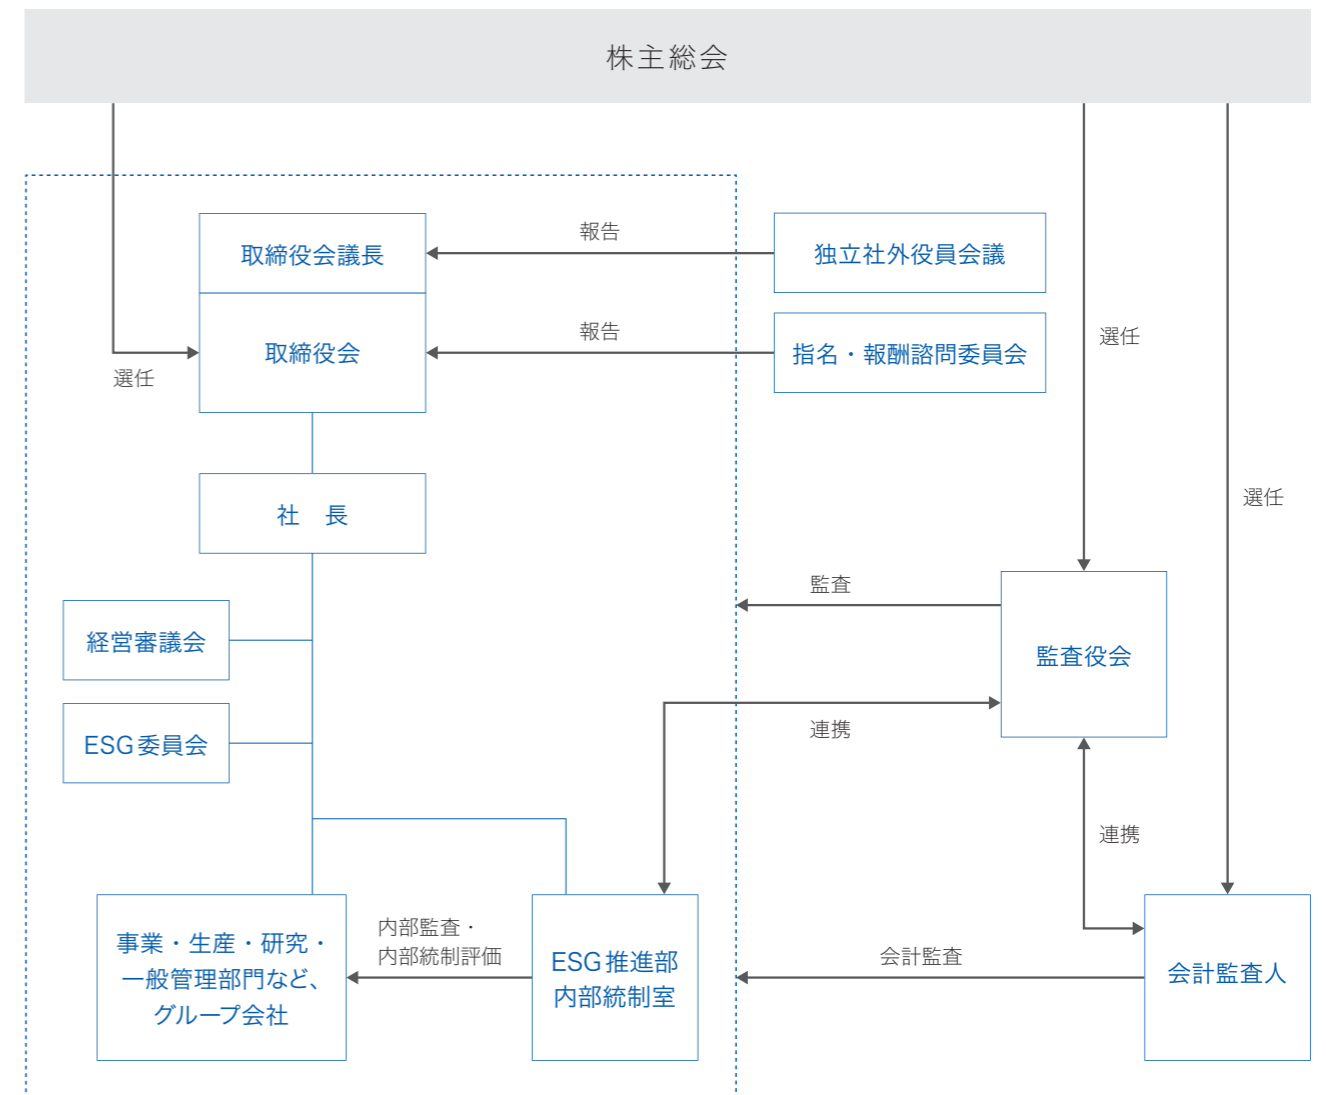 株主総会
報告
取締役会議長
独立社外役員会議
報告
取締役会
指名・報酬諮問委員会
選任
選任
社　長
選任
監査
経営審議会
監査役会
連携
ESG委員会
連携
内部監査・
内部統制評価
事業・生産・研究・
一般管理部門など、
グループ会社
ESG推進部
内部統制室
会計監査
会計監査人